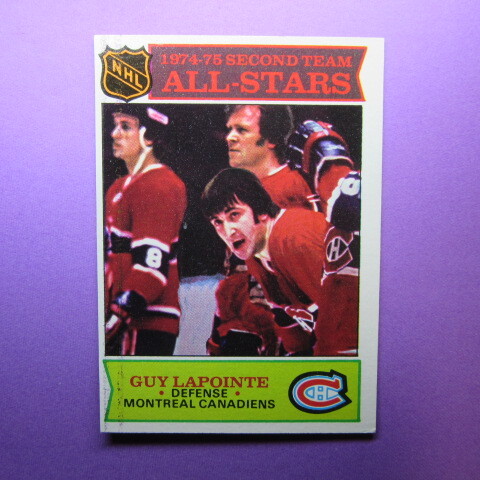 NHL
1974-75 SECOND TEAM
ALL-STARS
8
GUY LAPOINTE
• DEFENSE •
MONTREAL CANADIENS